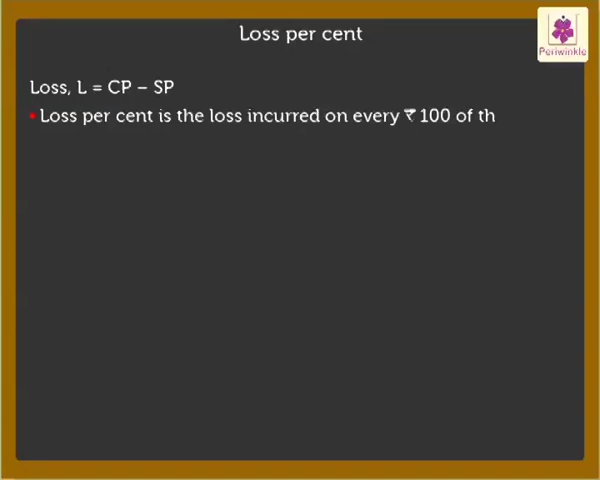 Loss per cent
Periwinkle
Loss, L = CP – SP
• Loss per cent is the loss incurred on every ₹ 100 of th